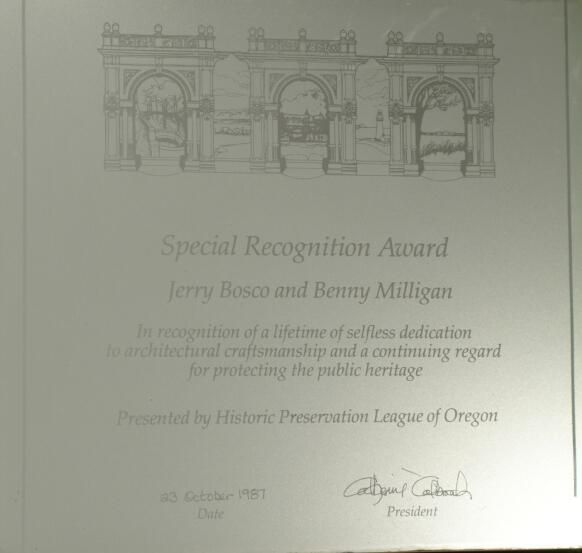 Special Recognition Award
Jerry Bosco and Benny Milligan
In recognition of a lifetime of selfless dedication
to architectural craftsmanship and a continuing regard
for protecting the public heritage
Presented by Historic Preservation League of Oregon
23 October 1987
Date
President